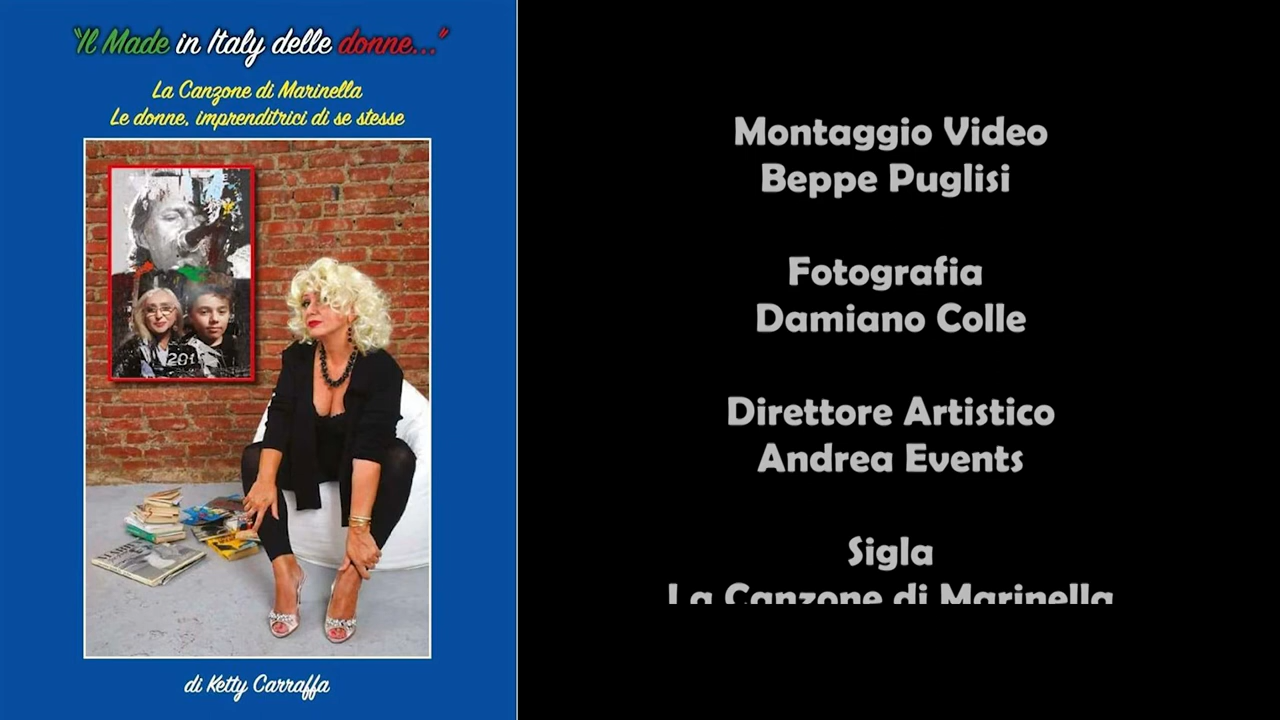 "Il Made in Italy delle donne..."
La Canzone di Marinella
Le donne, imprenditrici di se stesse
201
di Ketty Carraffa
Montaggio Video
Beppe Puglisi
Fotografia
Damiano Colle
Direttore Artistico
Andrea Events
Sigla
La Canzone di Marinella